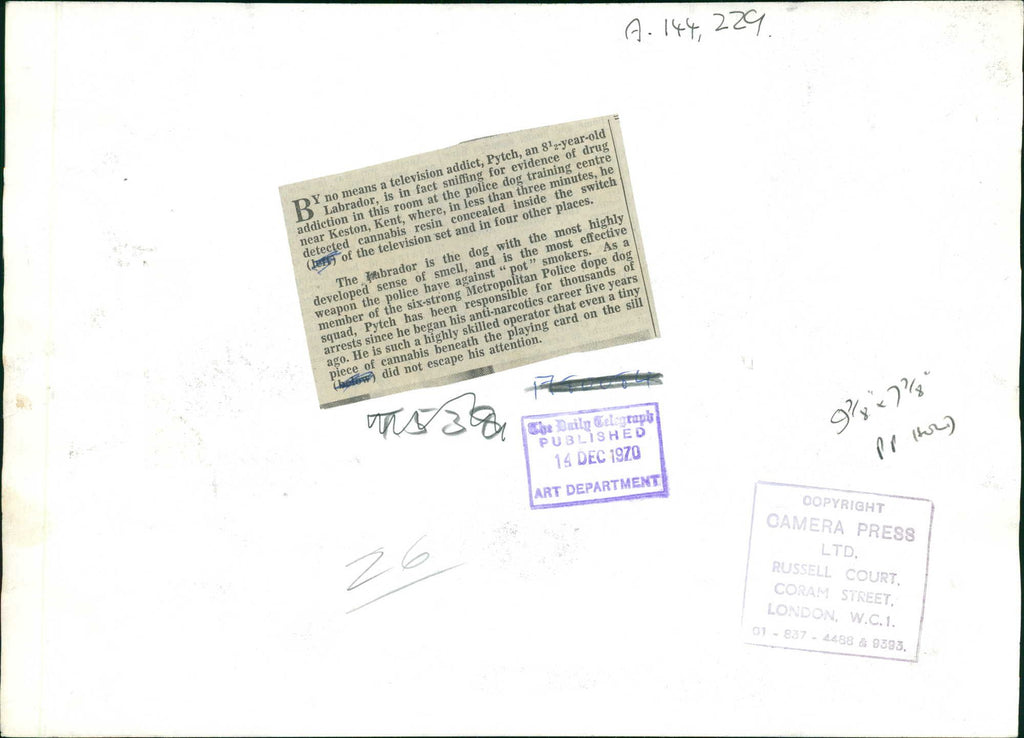 A. 144, 229.
BY no means a television addict, Pytch, an 8½-year-old
Labrador, is in fact sniffing for evidence of drug
addiction in this room at the police dog training centre
near Keston, Kent, where, in less than three minutes, he
detected cannabis resin concealed inside the switch
(left) of the television set and in four other places.
The Labrador is the dog with the most highly
developed sense of smell, and is the most effective
weapon the police have against "pot" smokers. As a
member of the six-strong Metropolitan Police dope dog
squad, Pytch has been responsible for thousands of
arrests since he began his anti-narcotics career five years
ago. He is such a highly skilled operator that even a tiny
piece of cannabis beneath the playing card on the sill
(below) did not escape his attention.
The Daily Telegraph
PUBLISHED
14 DEC 1970
ART DEPARTMENT
9⅞" x 7⅞"
26
COPYRIGHT
CAMERA PRESS
LTD.
RUSSELL COURT,
CORAM STREET,
LONDON, W.C.1.
01 - 837 - 4488 & 9393.